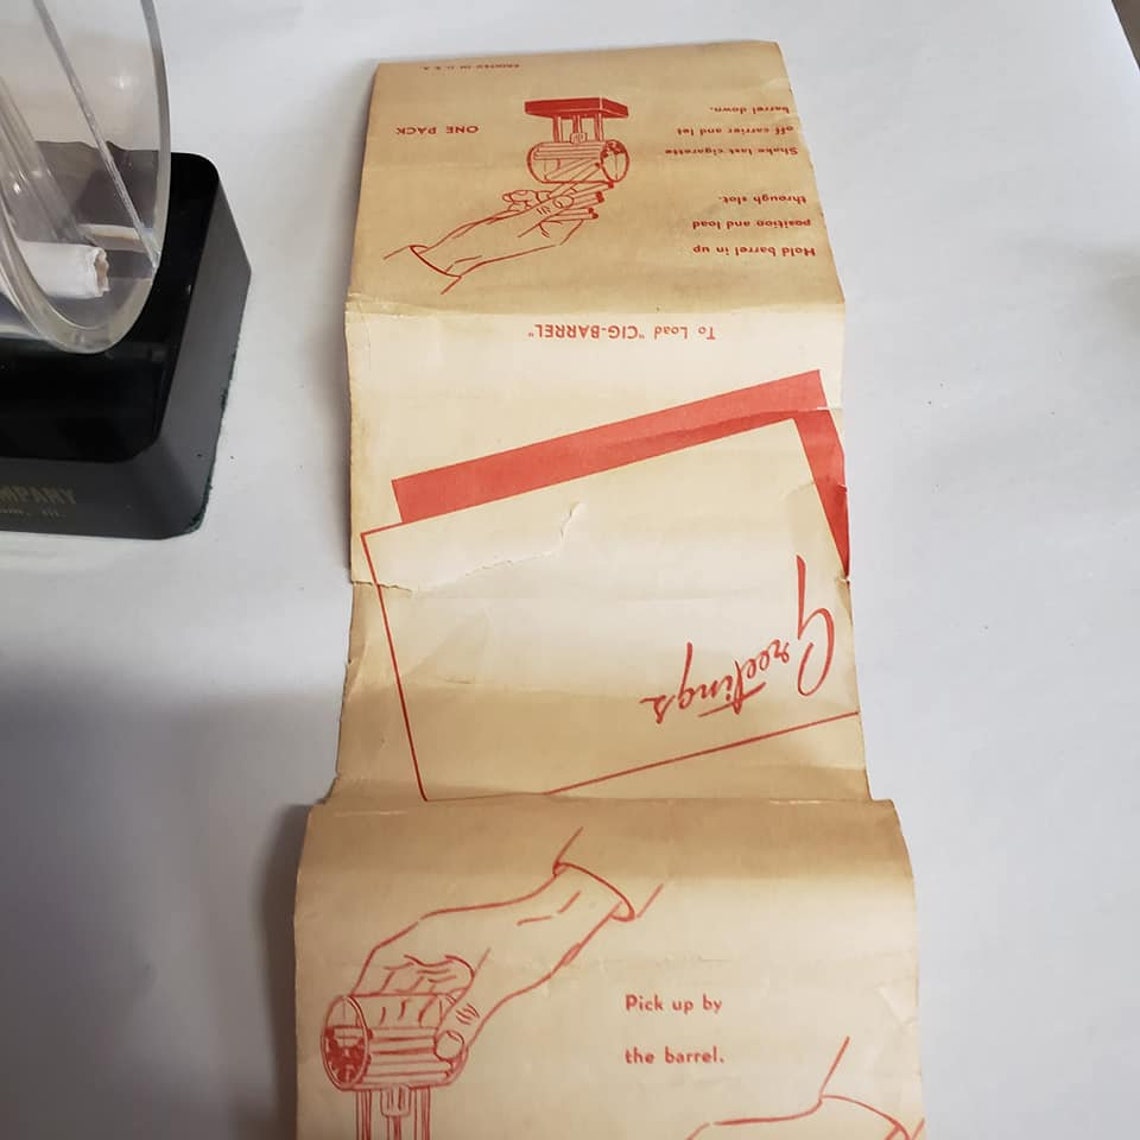 To Load "CIG-BARREL"
Hold barrel in up
position and load
through slot.
Shake last cigarette
off carrier and let
barrel down.
ONE PACK
PRINTED IN U.S.A.
Greetings
Pick up by
the barrel.
MPANY